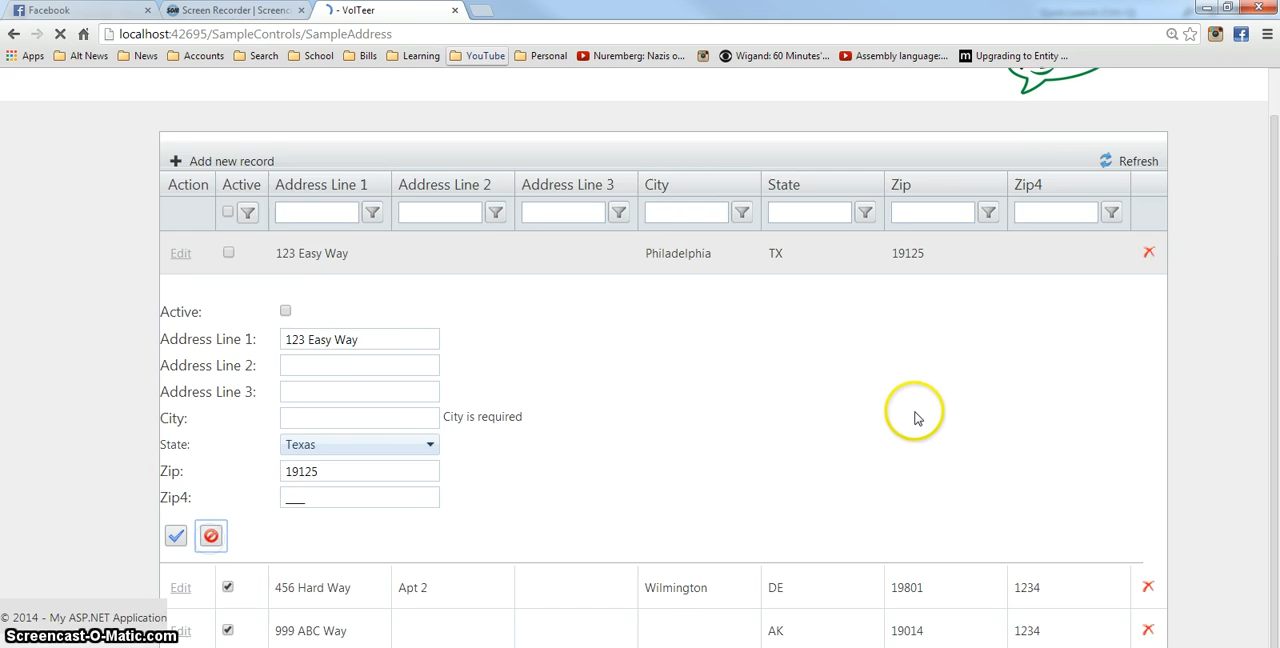 Facebook
Screen Recorder | Screenc
- VolTeer
localhost:42695/SampleControls/SampleAddress
Apps Alt News News Accounts Search School Bills Learning YouTube Personal Nuremberg: Nazis o... Wigand: 60 Minutes'... Assembly language:... Upgrading to Entity ...
Add new record Refresh
Action Active Address Line 1 Address Line 2 Address Line 3 City State Zip Zip4
Edit 123 Easy Way Philadelphia TX 19125
Active:
Address Line 1: 123 Easy Way
Address Line 2:
Address Line 3:
City: City is required
State: Texas
Zip: 19125
Zip4: ____
Edit 456 Hard Way Apt 2 Wilmington DE 19801 1234
© 2014 - My ASP.NET Application
Edit 999 ABC Way AK 19014 1234
Screencast-O-Matic.com